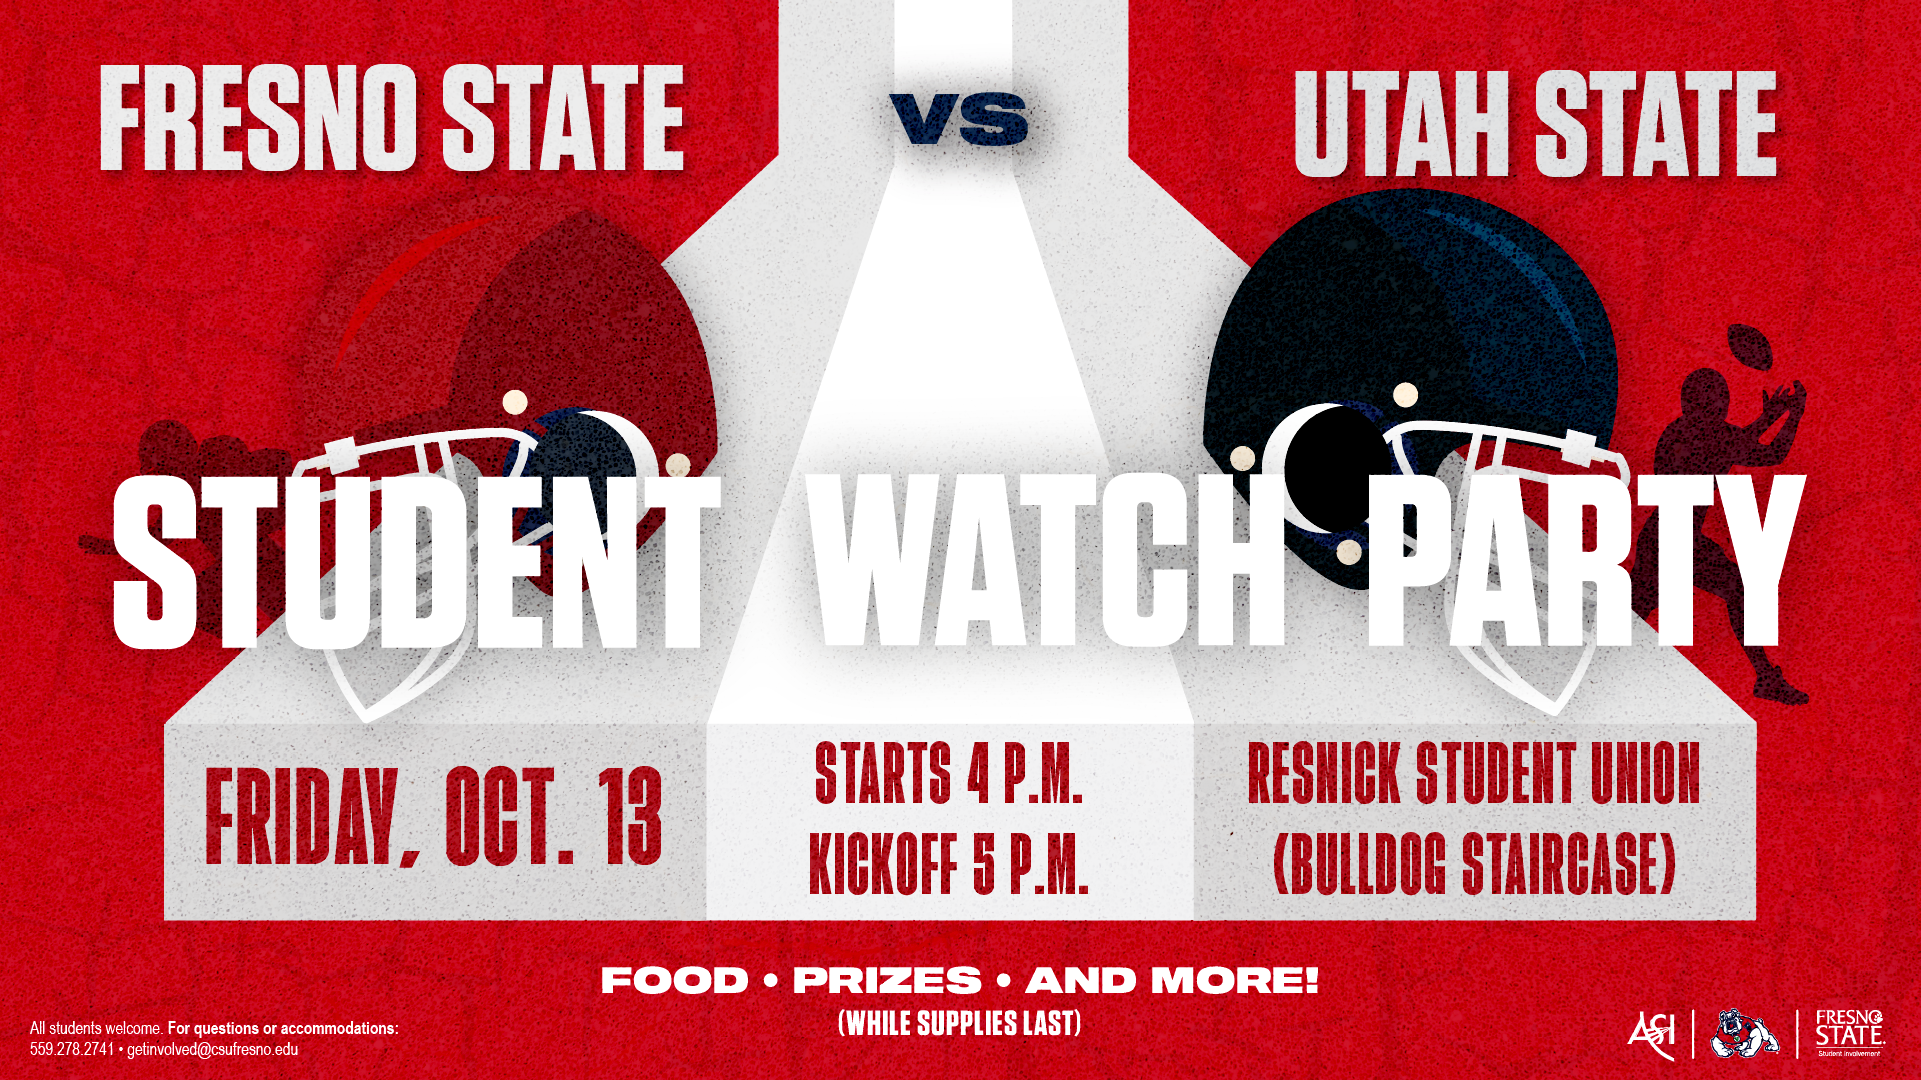 FRESNO STATE
VS
UTAH STATE
STUDENT WATCH PARTY
FRIDAY, OCT. 13
STARTS 4 P.M.
KICKOFF 5 P.M.
RESNICK STUDENT UNION
(BULLDOG STAIRCASE)
FOOD • PRIZES • AND MORE!
(WHILE SUPPLIES LAST)
All students welcome. For questions or accommodations:
559.278.2741 • getinvolved@csufresno.edu
ASI
FRESNO
STATE.
Student Involvement